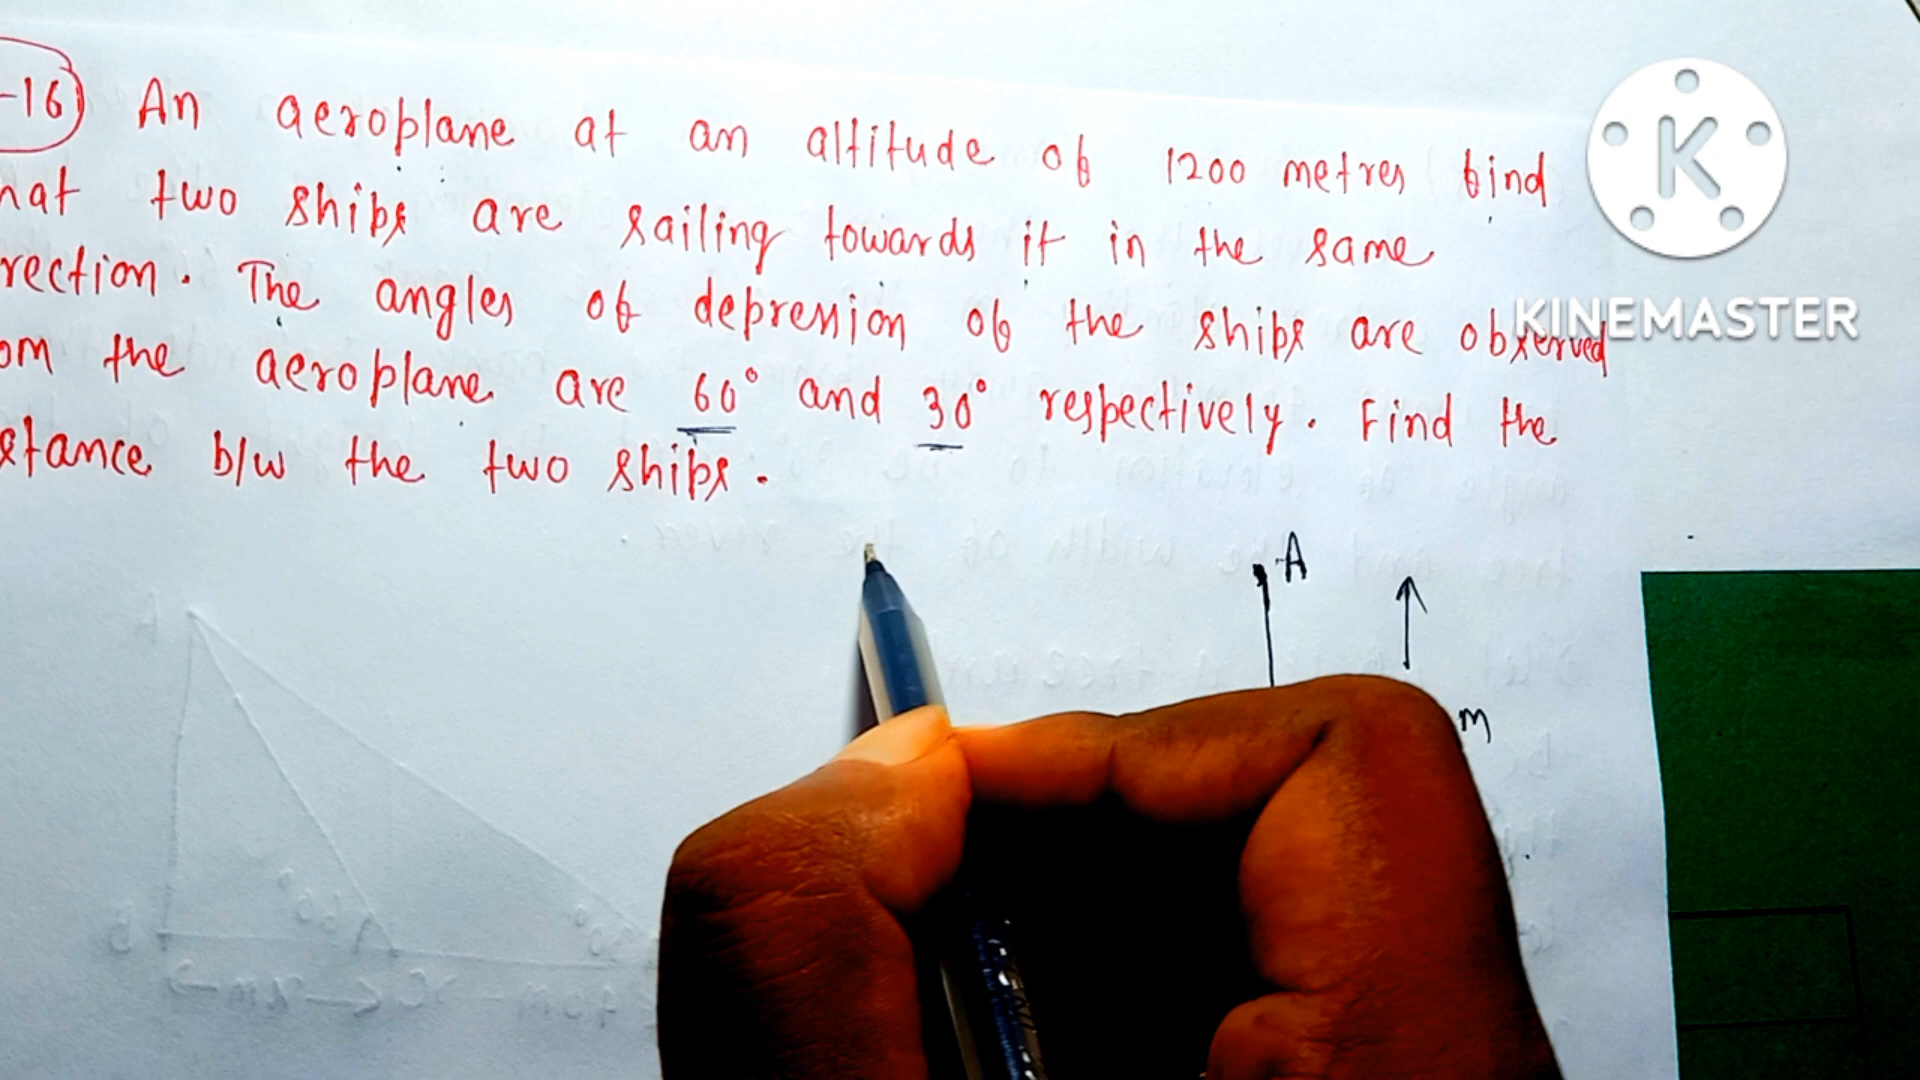 -16) An aeroplane at an altitude of 1200 metres find
hat two ships are sailing towards it in the same
rection. The angles of depression of the ships are observed
om the aeroplane are 60° and 30° respectively. Find the
stance b/w the two ships.
A
m
K
KINEMASTER